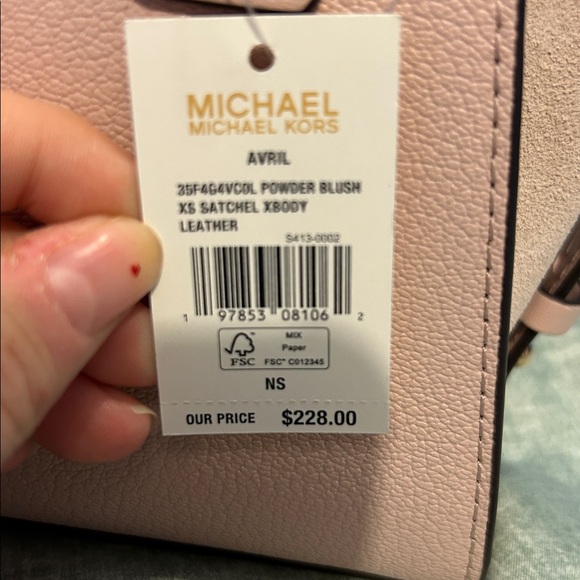 MICHAEL
MICHAEL KORS
AVRIL
35F4G4VC0L POWDER BLUSH
XS SATCHEL XBODY
LEATHER
S413-0002
1 97853 08106 2
FSC
MIX
Paper
FSC® C012345
NS
OUR PRICE $228.00